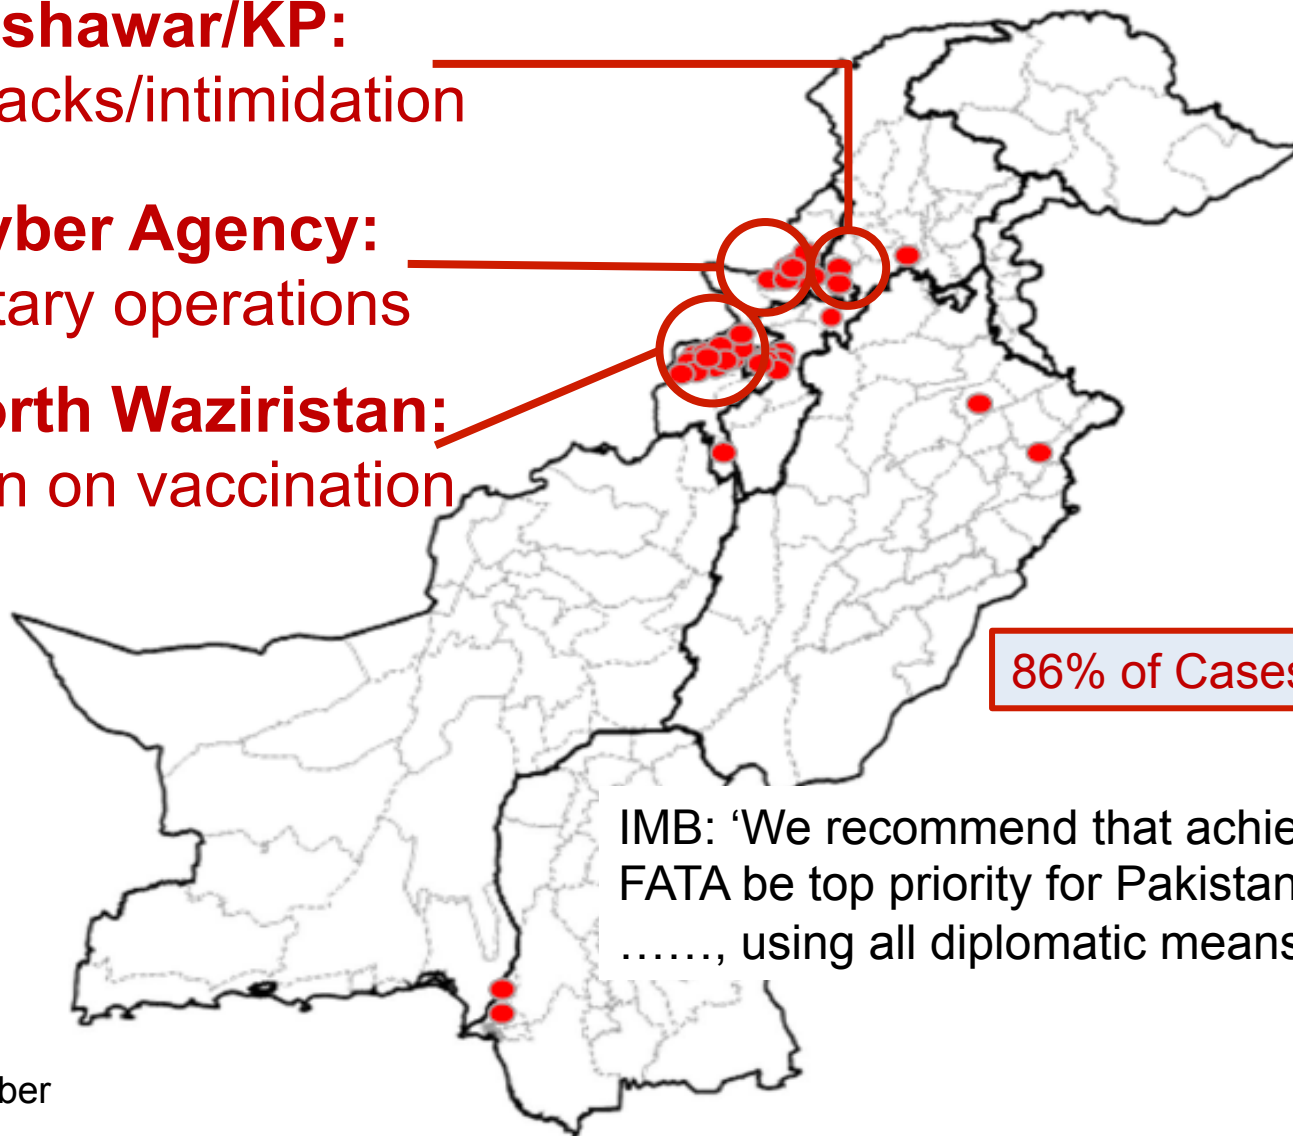 shawar/KP:
acks/intimidation
yber Agency:
tary operations
orth Waziristan:
n on vaccination
86% of Cases
IMB: ‘We recommend that achie
FATA be top priority for Pakistan
……, using all diplomatic means
ber